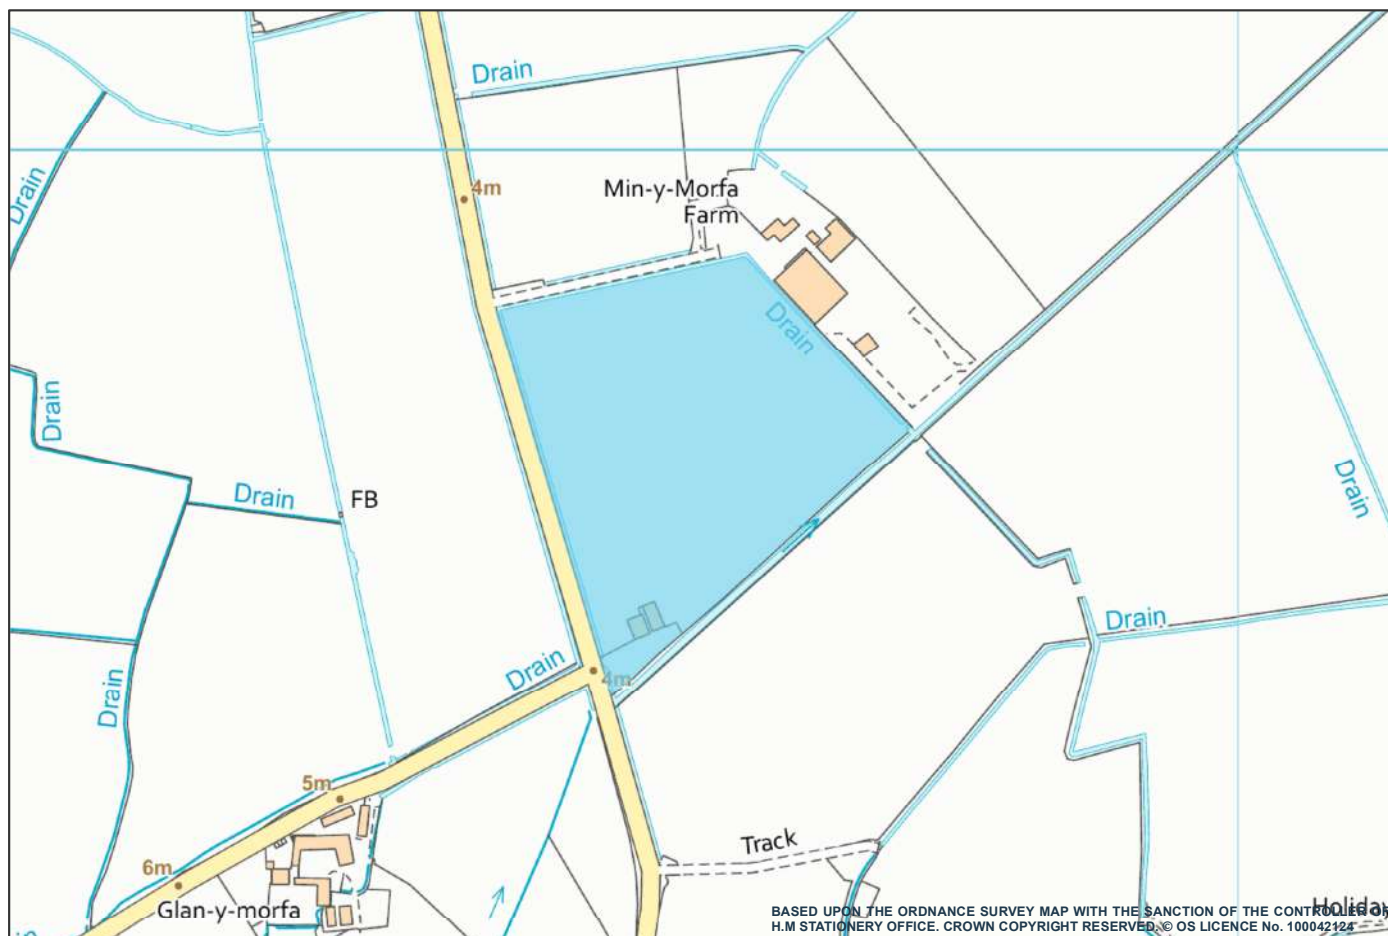 Drain
Drain
4m
Min-y-Morfa
Farm
Drain
Drain
Drain
FB
Drain
Drain
Drain
Drain
4m
5m
Track
6m
Glan-y-morfa
Holiday
BASED UPON THE ORDNANCE SURVEY MAP WITH THE SANCTION OF THE CONTROLLER OF
H.M STATIONERY OFFICE. CROWN COPYRIGHT RESERVED. © OS LICENCE No. 100042124